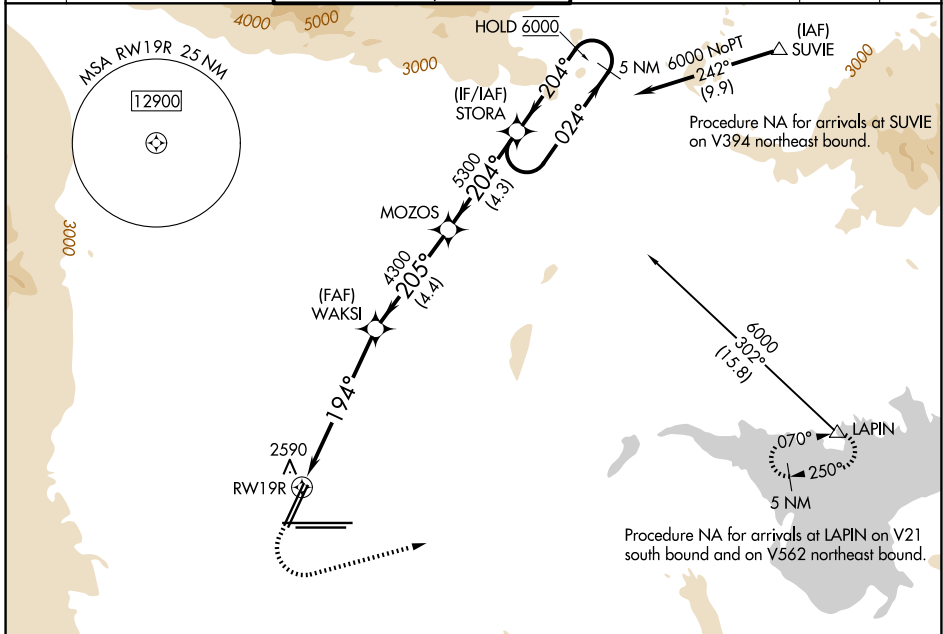 4000
5000
3000
MSA RW19R 25 NM
12900
HOLD 6000
204°
024°
5 NM
6000 NoPT
242°
(9.9)
(IAF)
SUVIE
3000
Procedure NA for arrivals at SUVIE
on V394 northeast bound.
(IF/IAF)
STORA
5300
204°
(4.3)
MOZOS
4300
205°
(4.4)
3000
(FAF)
WAKSI
194°
2590
RW19R
6000
302°
(15.8)
LAPIN
070°
250°
5 NM
Procedure NA for arrivals at LAPIN on V21
south bound and on V562 northeast bound.